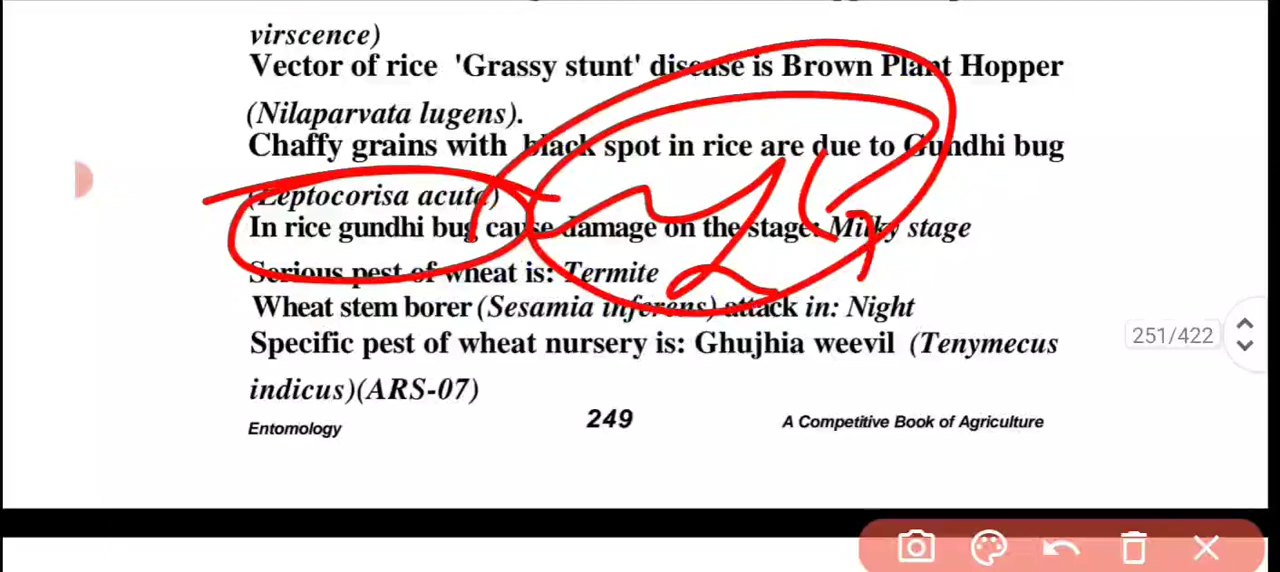 virscence)
Vector of rice 'Grassy stunt' disease is Brown Plant Hopper
(Nilaparvata lugens).
Chaffy grains with black spot in rice are due to Gundhi bug
(Leptocorisa acuta)
In rice gundhi bug cause damage on the stage: Milky stage
Serious pest of wheat is: Termite
Wheat stem borer (Sesamia inferens) attack in: Night
Specific pest of wheat nursery is: Ghujhia weevil (Tenymecus
indicus)(ARS-07)
251/422
Entomology 249 A Competitive Book of Agriculture